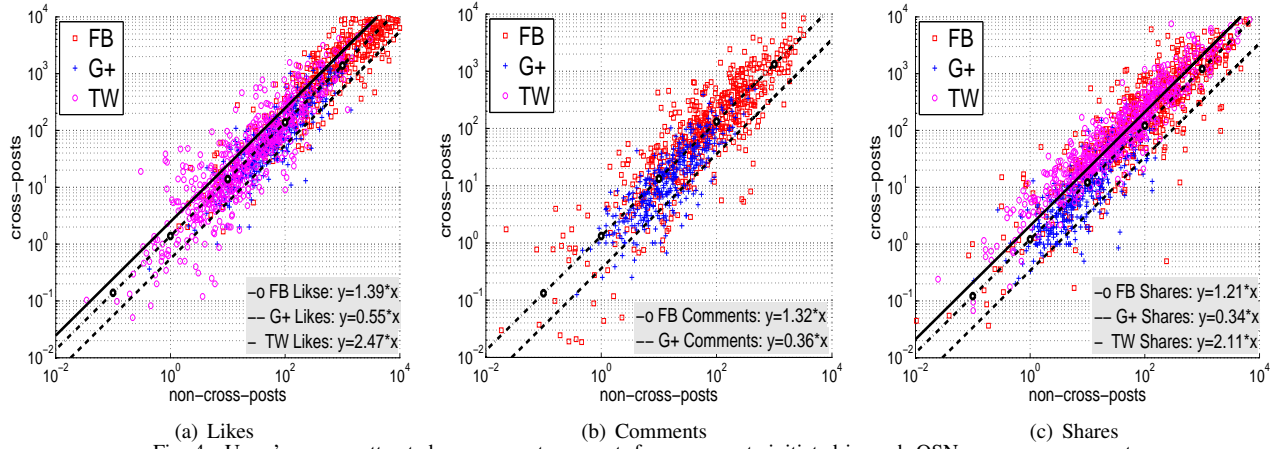 10^4
10^3
10^2
10^1
10^0
10^-1
10^-2
cross-posts
FB
G+
TW
-o FB Likse: y=1.39*x
-- G+ Likes: y=0.55*x
- TW Likes: y=2.47*x
10^-2 10^0 10^2 10^4
non-cross-posts
(a) Likes
10^4
10^3
10^2
10^1
10^0
10^-1
10^-2
cross-posts
FB
G+
TW
-o FB Comments: y=1.32*x
-- G+ Comments: y=0.36*x
10^-2 10^0 10^2 10^4
non-cross-posts
(b) Comments
10^4
10^3
10^2
10^1
10^0
10^-1
10^-2
cross-posts
FB
G+
TW
-o FB Shares: y=1.21*x
-- G+ Shares: y=0.34*x
- TW Shares: y=2.11*x
10^-2 10^0 10^2 10^4
non-cross-posts
(c) Shares